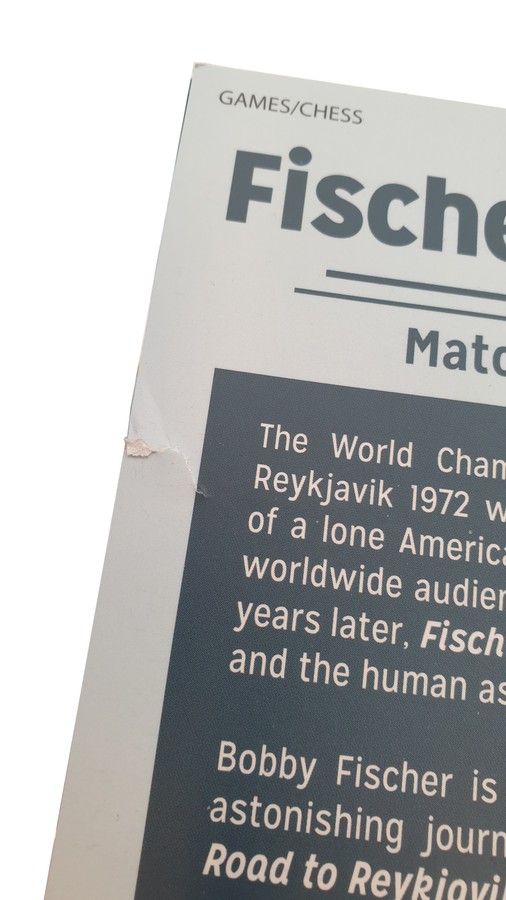 GAMES/CHESS
Fische
Matc
The World Cham
Reykjavik 1972 w
of a lone America
worldwide audien
years later, Fisch
and the human as
Bobby Fischer is
astonishing journ
Road to Reykjavi